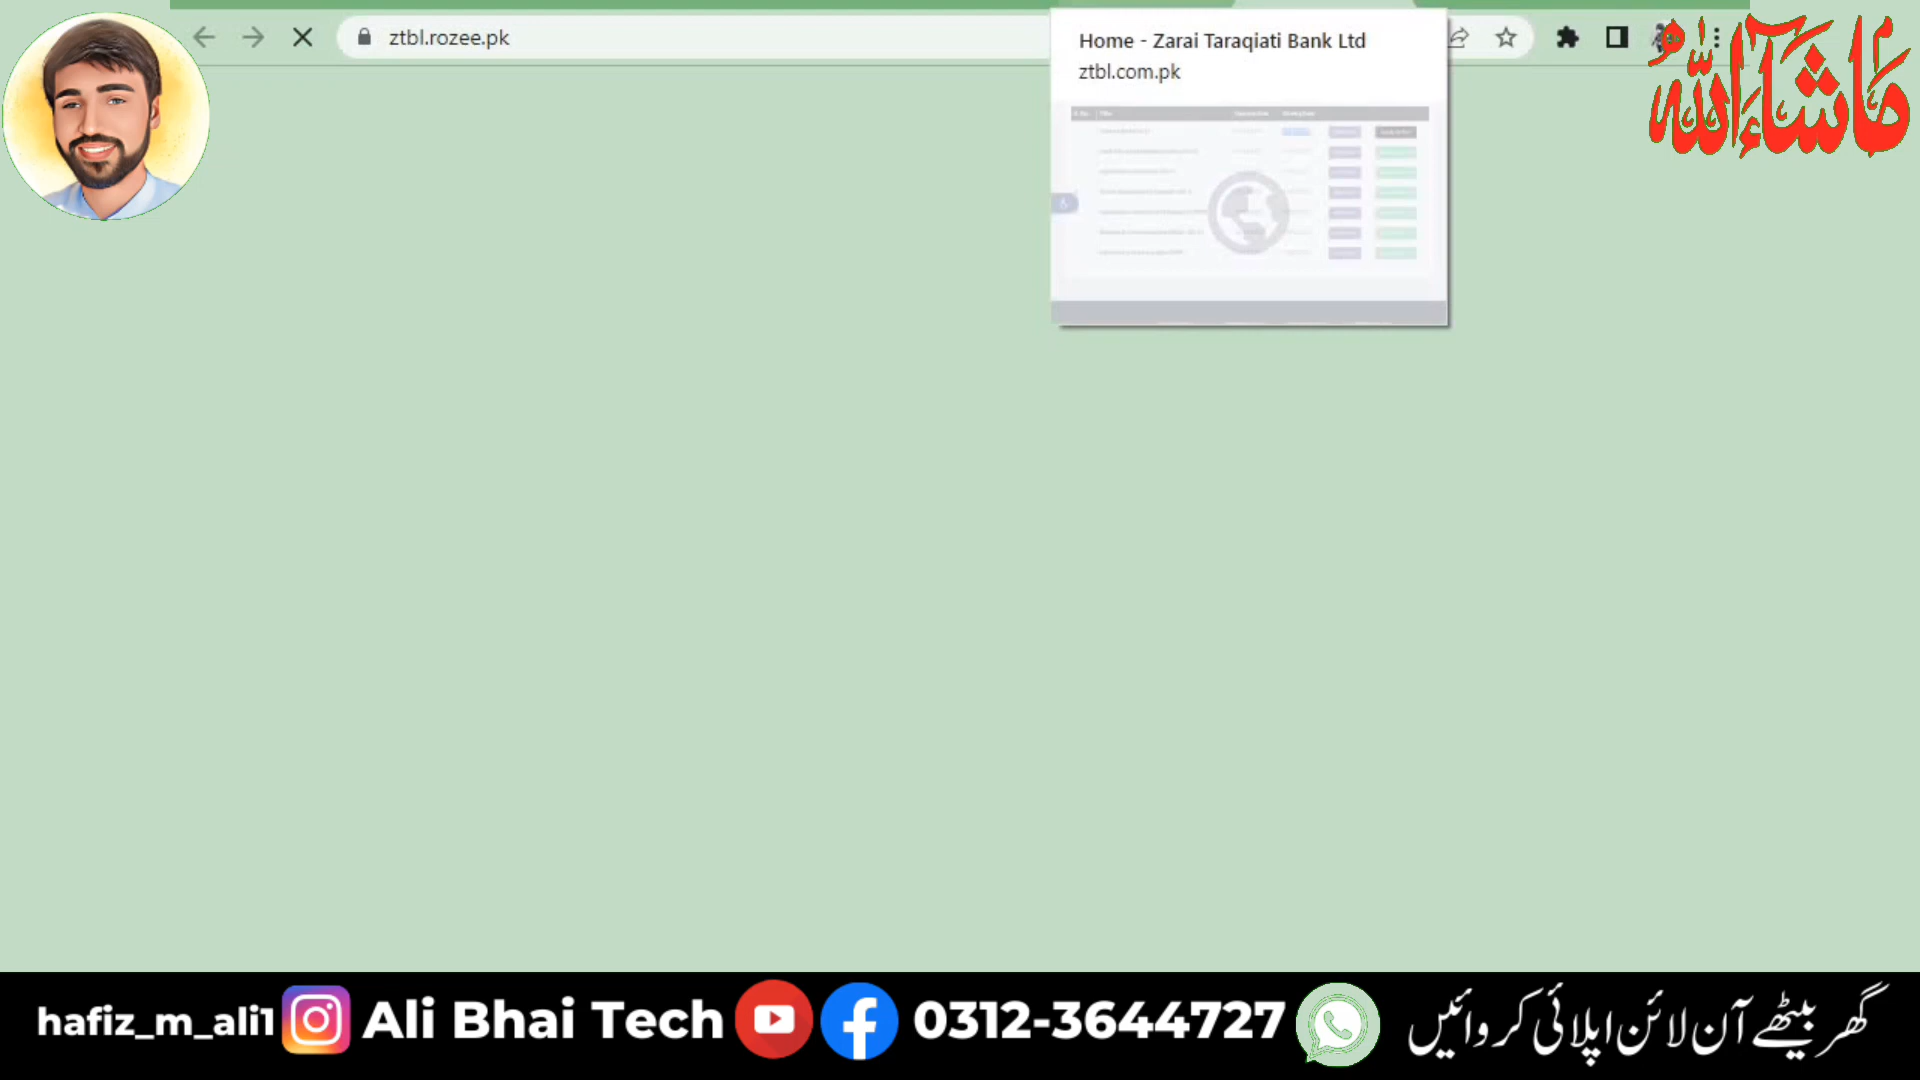 ztbl.rozee.pk
Home - Zarai Taraqiati Bank Ltd
ztbl.com.pk
ماشاءالله
hafiz_m_ali1 Ali Bhai Tech 0312-3644727 گھر بیٹھے آن لائن اپلائی کروائیں